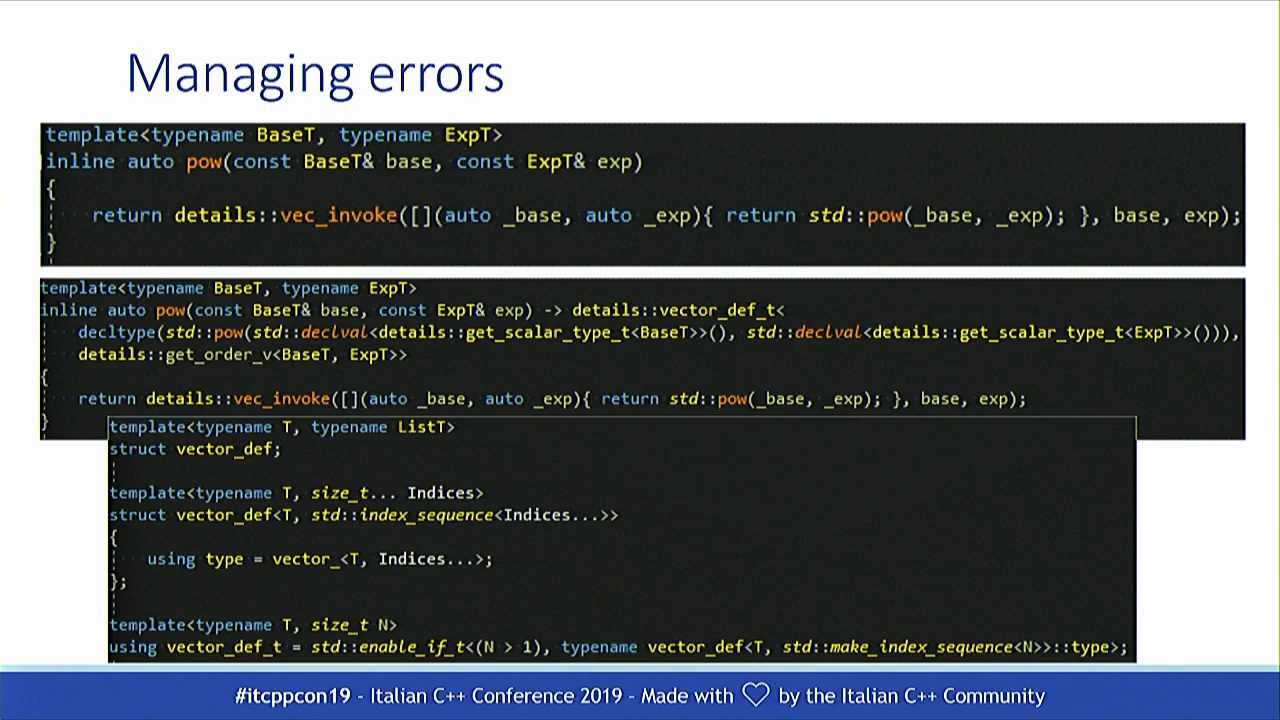 Managing errors
template<typename BaseT, typename ExpT>
inline auto pow(const BaseT& base, const ExpT& exp)
{
return details::vec_invoke([](auto _base, auto _exp){ return std::pow(_base, _exp); }, base, exp);
}
template<typename BaseT, typename ExpT>
inline auto pow(const BaseT& base, const ExpT& exp) -> details::vector_def_t<
decltype(std::pow(std::declval<details::get_scalar_type_t<BaseT>>(), std::declval<details::get_scalar_type_t<ExpT>>())),
details::get_order_v<BaseT, ExpT>>
{
return details::vec_invoke([](auto _base, auto _exp){ return std::pow(_base, _exp); }, base, exp);
}
template<typename T, typename ListT>
struct vector_def;
template<typename T, size_t... Indices>
struct vector_def<T, std::index_sequence<Indices...>>
{
using type = vector_<T, Indices...>;
};
template<typename T, size_t N>
using vector_def_t = std::enable_if_t<(N > 1), typename vector_def<T, std::make_index_sequence<N>>::type>;
#itcppcon19 - Italian C++ Conference 2019 - Made with ♡ by the Italian C++ Community